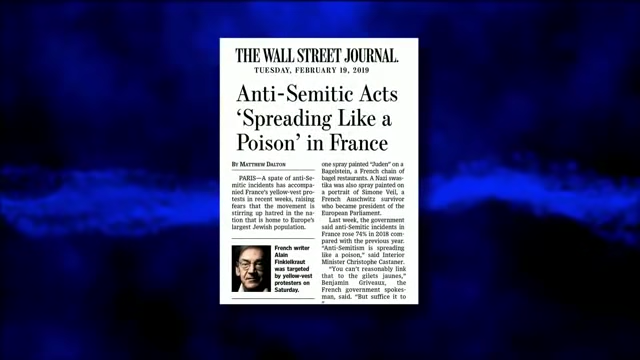 THE WALL STREET JOURNAL.
TUESDAY, FEBRUARY 19, 2019
Anti-Semitic Acts
‘Spreading Like a
Poison’ in France
BY MATTHEW DALTON
PARIS—A spate of anti-Se-
mitic incidents has accompa-
nied France's yellow-vest pro-
tests in recent weeks, raising
fears that the movement is
stirring up hatred in the na-
tion that is home to Europe's
largest Jewish population.
French writer
Alain
Finkielkraut
was targeted
by yellow-vest
protesters on
Saturday.
one spray painted “Juden” on a
Bagelstein, a French chain of
bagel restaurants. A Nazi swas-
tika was also spray painted on
a portrait of Simone Veil, a
French Auschwitz survivor
who became president of the
European Parliament.
Last week, the government
said anti-Semitic incidents in
France rose 74% in 2018 com-
pared with the previous year.
“Anti-Semitism is spreading
like a poison,” said Interior
Minister Christophe Castaner.
“You can't reasonably link
that to the gilets jaunes,”
Benjamin Griveaux, the
French government spokes-
man, said. “But suffice it to